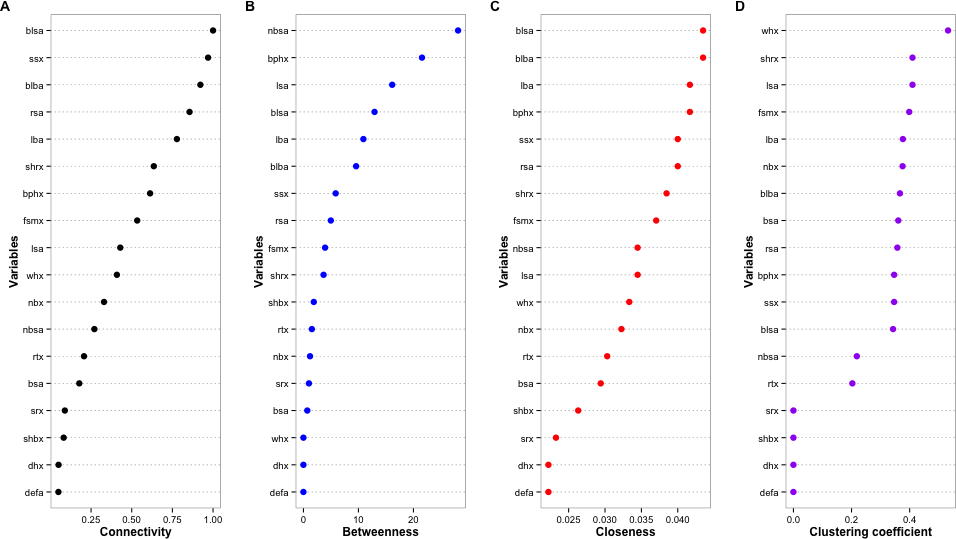 A
Variables
blsa
ssx
blba
rsa
lba
shrx
bphx
fsmx
lsa
whx
nbx
nbsa
rtx
bsa
srx
shbx
dhx
defa
0.25 0.50 0.75 1.00
Connectivity
B
Variables
nbsa
bphx
lsa
blsa
lba
blba
ssx
rsa
fsmx
shrx
shbx
rtx
nbx
srx
bsa
whx
dhx
defa
0 10 20
Betweenness
C
Variables
blsa
blba
lba
bphx
ssx
rsa
shrx
fsmx
nbsa
lsa
whx
nbx
rtx
bsa
shbx
srx
dhx
defa
0.025 0.030 0.035 0.040
Closeness
D
Variables
whx
shrx
lsa
fsmx
lba
nbx
blba
bsa
rsa
bphx
ssx
blsa
nbsa
rtx
srx
shbx
dhx
defa
0.0 0.2 0.4
Clustering coefficient